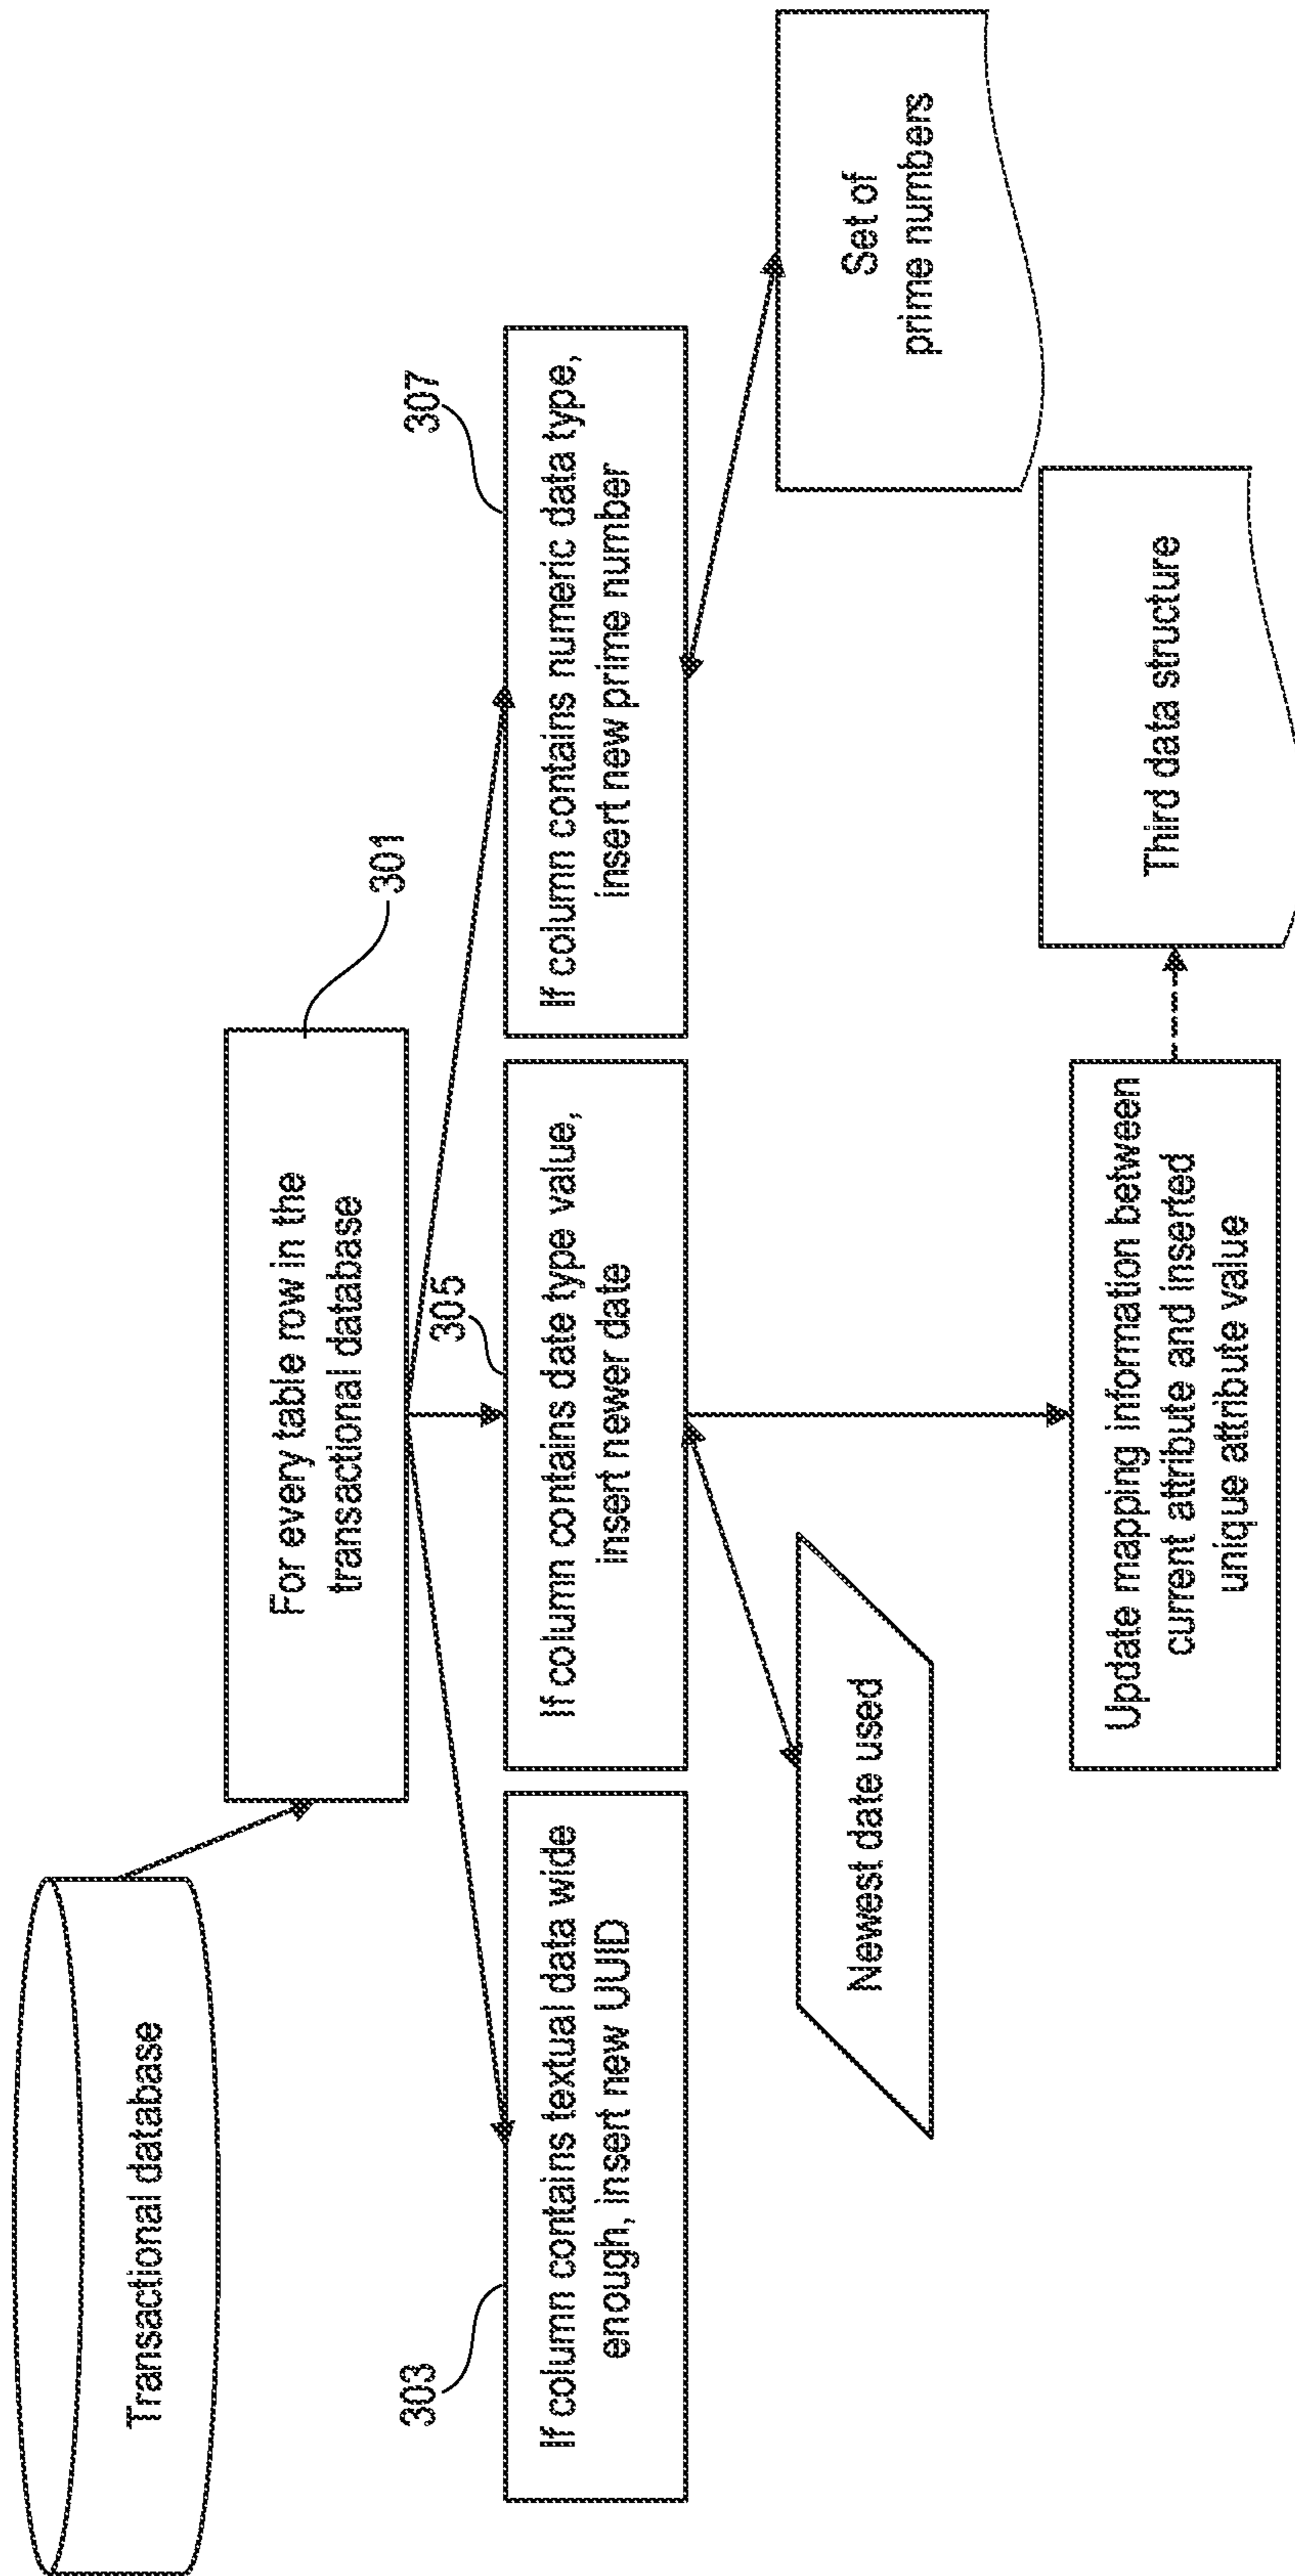 Transactional database
For every table row in the
transactional database
301
303
If column contains textual data wide
enough, insert new UUID
305
If column contains date type value,
insert newer date
307
If column contains numeric data type,
insert new prime number
Newest date used
Set of
prime numbers
Update mapping information between
current attribute and inserted
unique attribute value
Third data structure